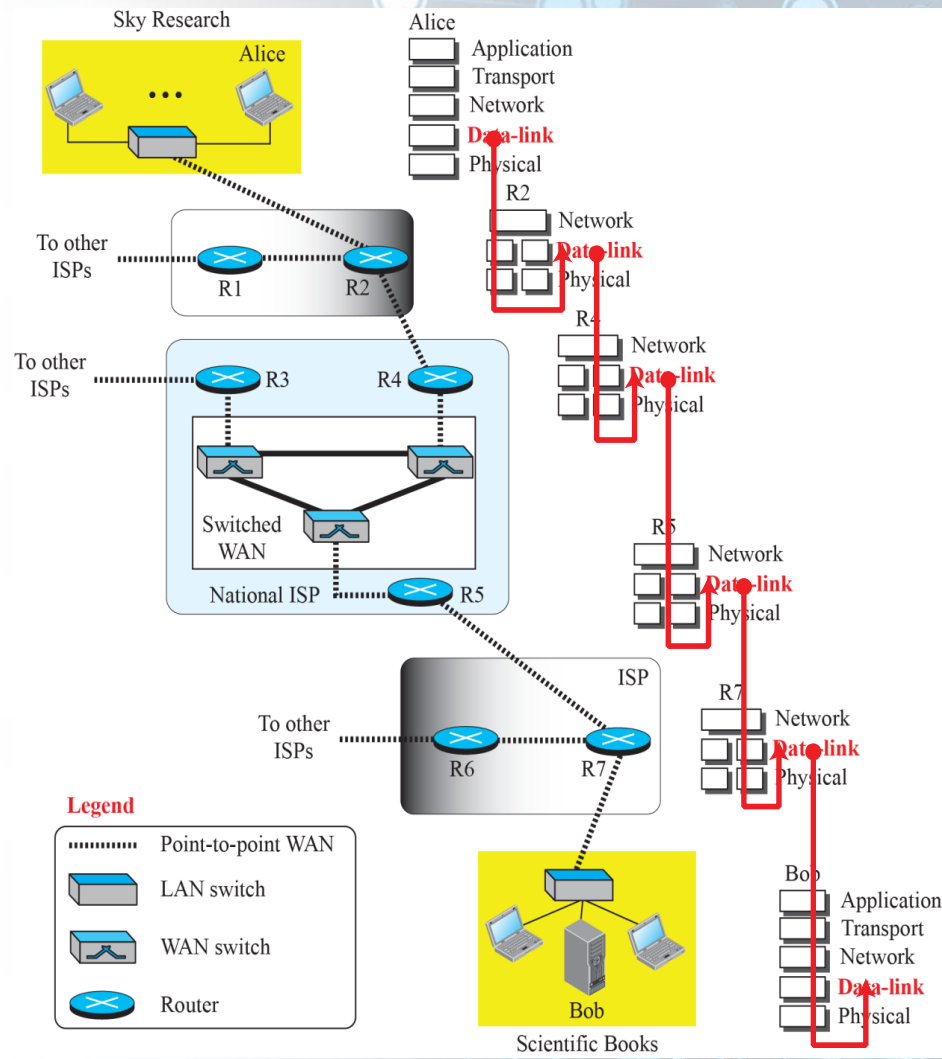 Sky Research
Alice
• • •
Alice
Application
Transport
Network
Data-link
Physical
R2
Network
Data-link
Physical
To other
ISPs
R1
R2
R4
Network
Data-link
Physical
To other
ISPs
R3
R4
Switched
WAN
National ISP
R5
R5
Network
Data-link
Physical
ISP
To other
ISPs
R6
R7
R7
Network
Data-link
Physical
Legend
Point-to-point WAN
LAN switch
WAN switch
Router
Bob
Scientific Books
Bob
Application
Transport
Network
Data-link
Physical